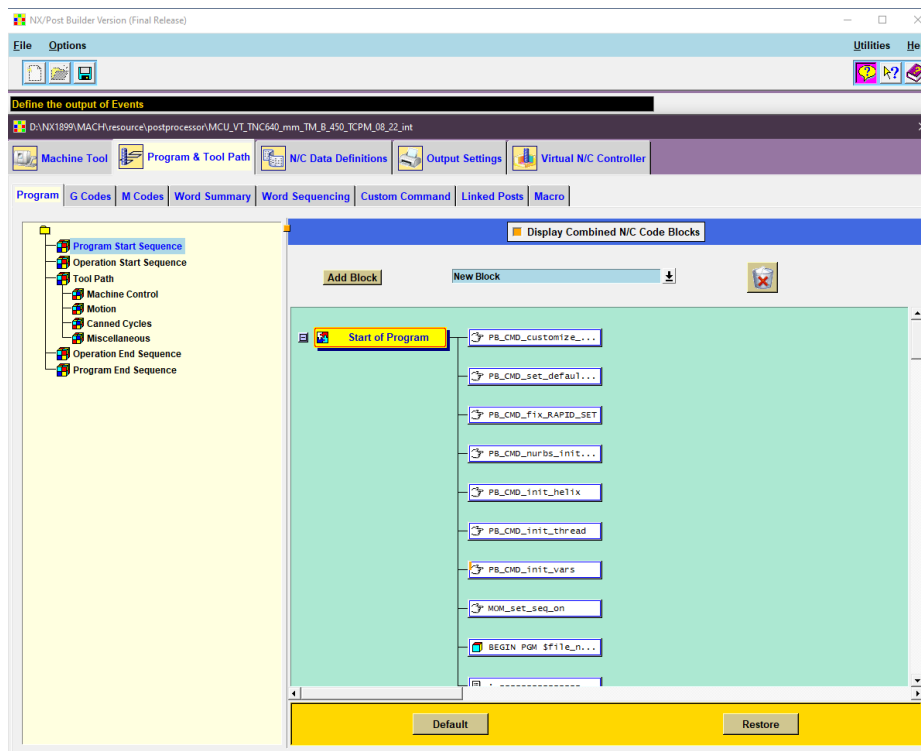 NX/Post Builder Version (Final Release)
File Options Utilities He
Define the output of Events
D:\NX1899\MACH\resource\postprocessor\MCU_VT_TNC640_mm_TM_B_450_TCPM_08_22_int
Machine Tool Program & Tool Path N/C Data Definitions Output Settings Virtual N/C Controller
Program G Codes M Codes Word Summary Word Sequencing Custom Command Linked Posts Macro
Program Start Sequence
Operation Start Sequence
Tool Path
Machine Control
Motion
Canned Cycles
Miscellaneous
Operation End Sequence
Program End Sequence
Display Combined N/C Code Blocks
Add Block New Block
Start of Program
PB_CMD_customize_...
PB_CMD_set_defaul...
PB_CMD_fix_RAPID_SET
PB_CMD_nurbs_init...
PB_CMD_init_helix
PB_CMD_init_thread
PB_CMD_init_vars
MOM_set_seq_on
BEGIN PGM $file_n...
Default Restore